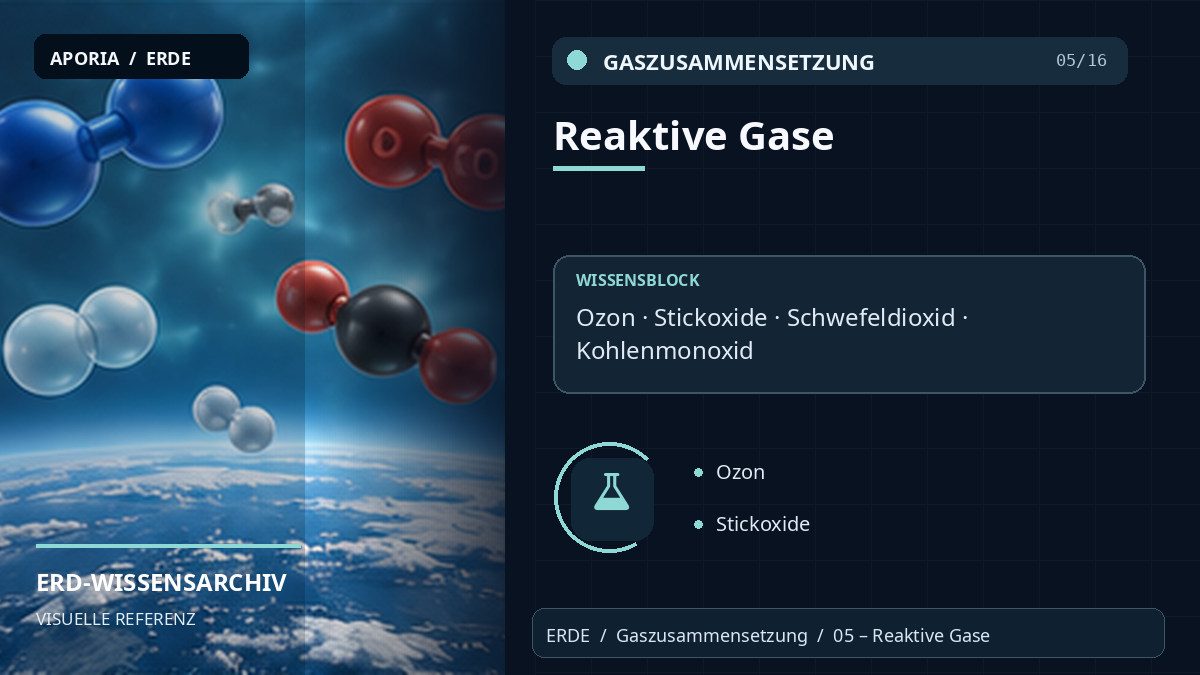 APORIA / ERDE
ERD-WISSENSARCHIV
VISUELLE REFERENZ
GASZUSAMMENSETZUNG 05/16
Reaktive Gase
WISSENSBLOCK
Ozon · Stickoxide · Schwefeldioxid ·
Kohlenmonoxid
Ozon
Stickoxide
ERDE / Gaszusammensetzung / 05 – Reaktive Gase